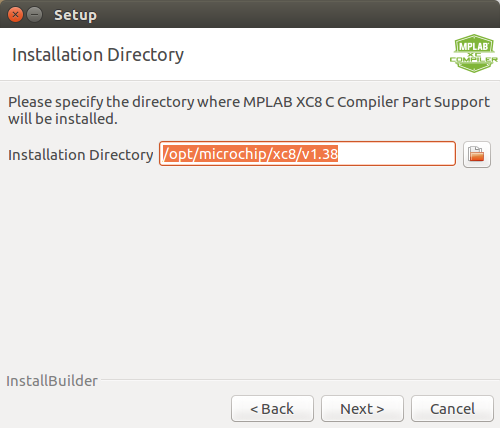 Setup
Installation Directory
MPLAB
XC
COMPILER
Please specify the directory where MPLAB XC8 C Compiler Part Support
will be installed.
Installation Directory /opt/microchip/xc8/v1.38
InstallBuilder
< Back Next > Cancel